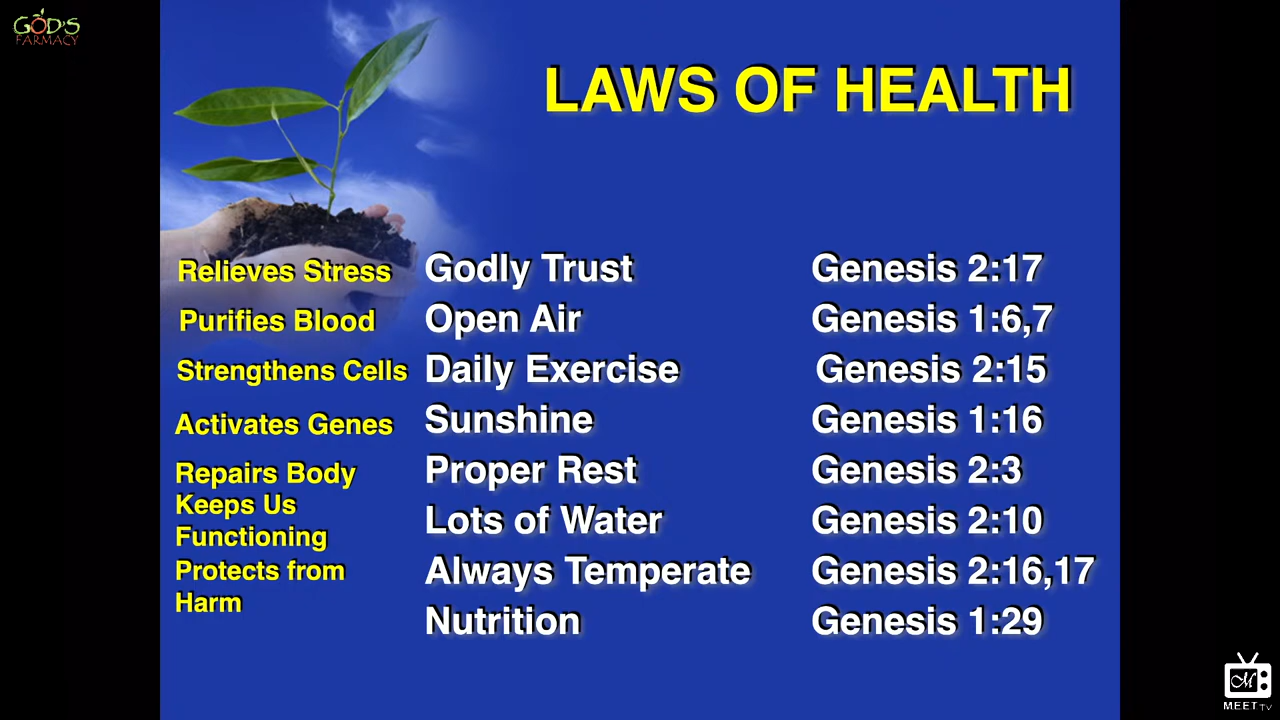 GOD'S
FARMACY
LAWS OF HEALTH
Relieves Stress Godly Trust Genesis 2:17
Purifies Blood Open Air Genesis 1:6,7
Strengthens Cells Daily Exercise Genesis 2:15
Activates Genes Sunshine Genesis 1:16
Repairs Body Proper Rest Genesis 2:3
Keeps Us
Functioning Lots of Water Genesis 2:10
Protects from
Harm Always Temperate Genesis 2:16,17
Nutrition Genesis 1:29
M
MEET TV